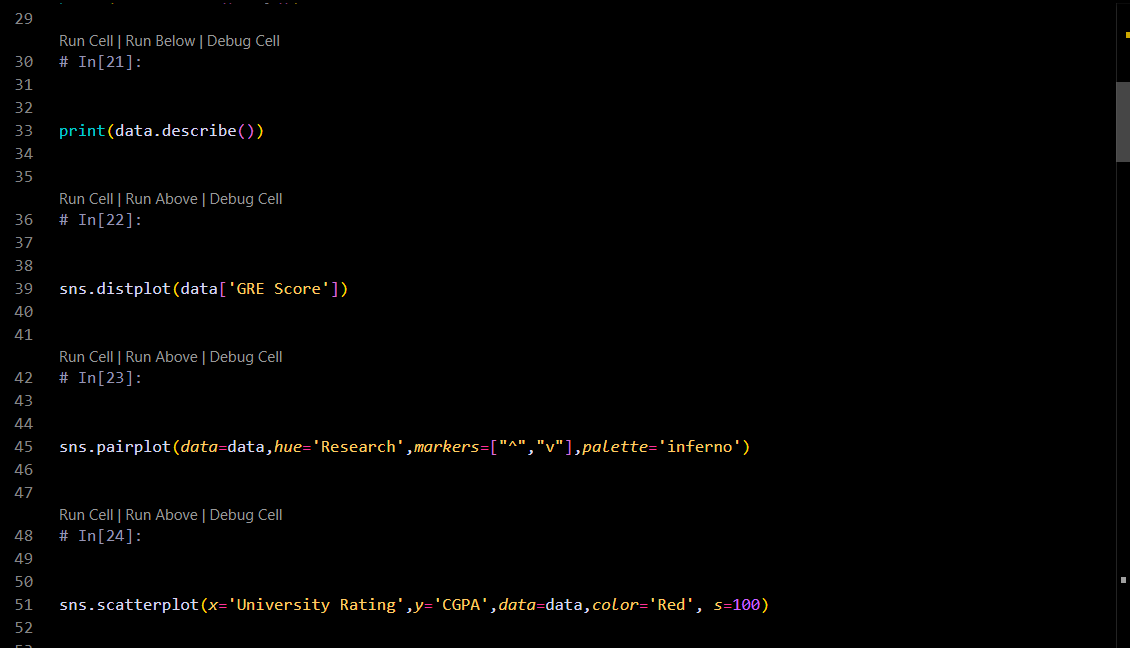 29
Run Cell | Run Below | Debug Cell
30 # In[21]:
31
32
33 print(data.describe())
34
35
Run Cell | Run Above | Debug Cell
36 # In[22]:
37
38
39 sns.distplot(data['GRE Score'])
40
41
Run Cell | Run Above | Debug Cell
42 # In[23]:
43
44
45 sns.pairplot(data=data,hue='Research',markers=["^","v"],palette='inferno')
46
47
Run Cell | Run Above | Debug Cell
48 # In[24]:
49
50
51 sns.scatterplot(x='University Rating',y='CGPA',data=data,color='Red', s=100)
52